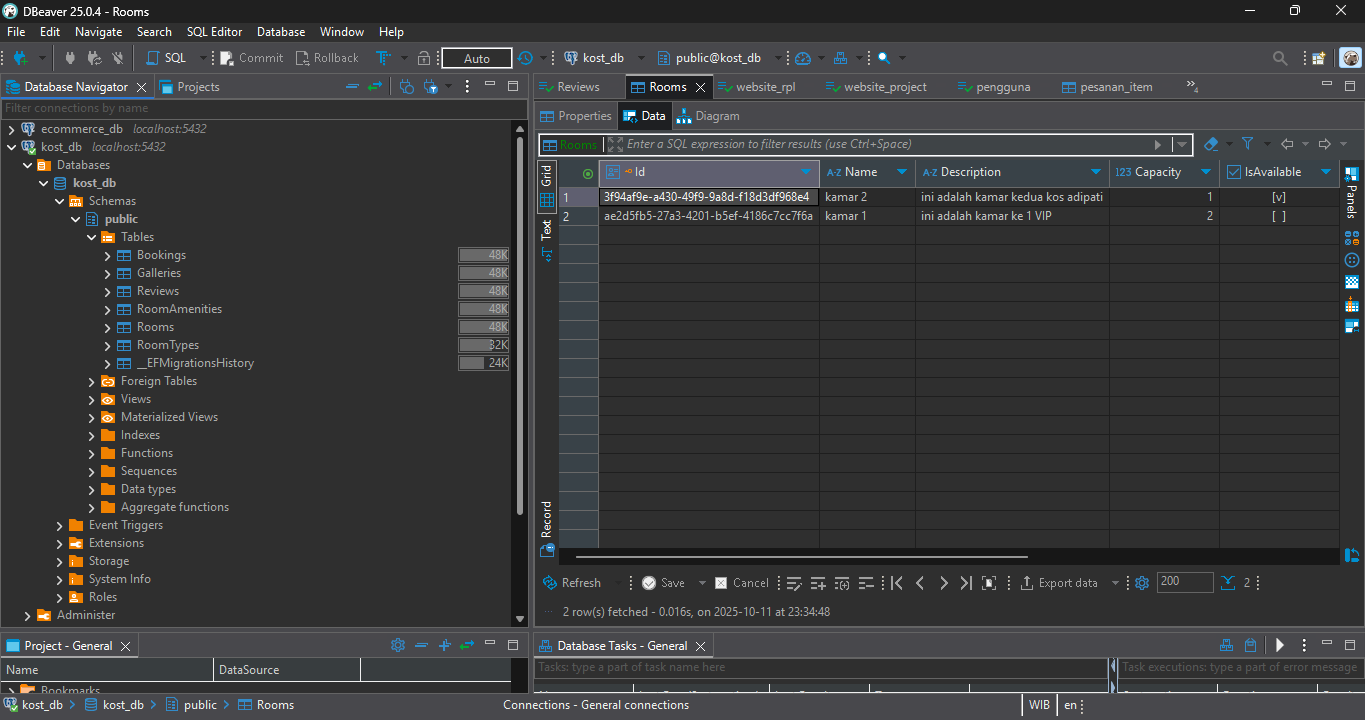 DBeaver 25.0.4 - Rooms
File Edit Navigate Search SQL Editor Database Window Help
SQL Commit Rollback Auto kost_db public@kost_db
Database Navigator Projects
Filter connections by name
ecommerce_db localhost:5432
kost_db localhost:5432
Databases
kost_db
Schemas
public
Tables
Bookings 48K
Galleries 48K
Reviews 48K
RoomAmenities 48K
Rooms 48K
RoomTypes 32K
__EFMigrationsHistory 24K
Foreign Tables
Views
Materialized Views
Indexes
Functions
Sequences
Data types
Aggregate functions
Event Triggers
Extensions
Storage
System Info
Roles
Administer
Reviews Rooms website_rpl website_project pengguna pesanan_item »4
Properties Data Diagram
Rooms Enter a SQL expression to filter results (use Ctrl+Space)
Grid
Text
Record
Panels
Id A-Z Name A-Z Description 123 Capacity IsAvailable
1 3f94af9e-a430-49f9-9a8d-f18d3df968e4 kamar 2 ini adalah kamar kedua kos adipati 1 [v]
2 ae2d5fb5-27a3-4201-b5ef-4186c7cc7f6a kamar 1 ini adalah kamar ke 1 VIP 2 [ ]
Refresh Save Cancel Export data 200 2
2 row(s) fetched - 0.016s, on 2025-10-11 at 23:34:48
Project - General
Name DataSource
Bookmarks
Database Tasks - General
Tasks: type a part of task name here
Task executions: type a part of error message
kost_db kost_db public Rooms Connections - General connections WIB en